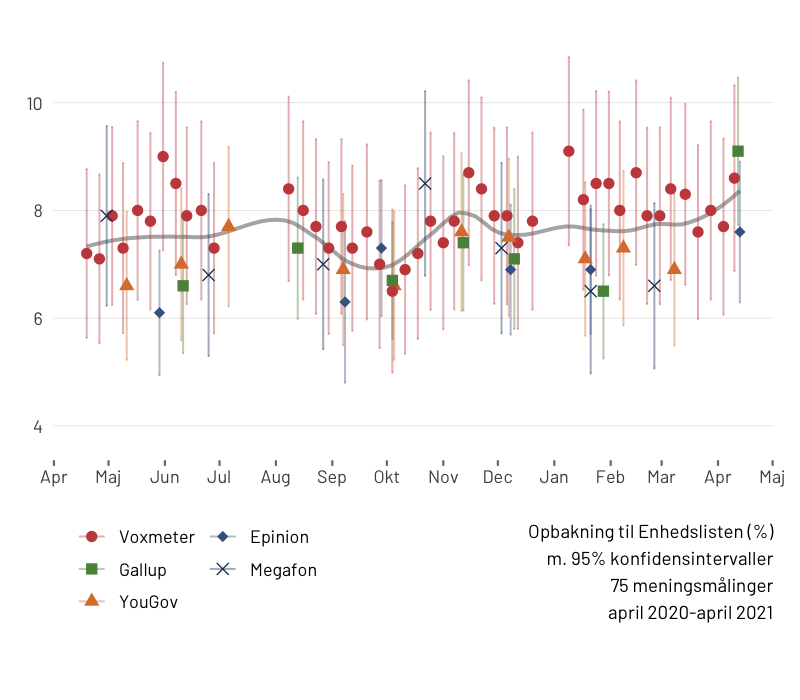 10
8
6
4
Apr Maj Jun Jul Aug Sep Okt Nov Dec Jan Feb Mar Apr Maj
Voxmeter Epinion
Gallup Megafon
YouGov
Opbakning til Enhedslisten (%)
m. 95% konfidensintervaller
75 meningsmålinger
april 2020-april 2021